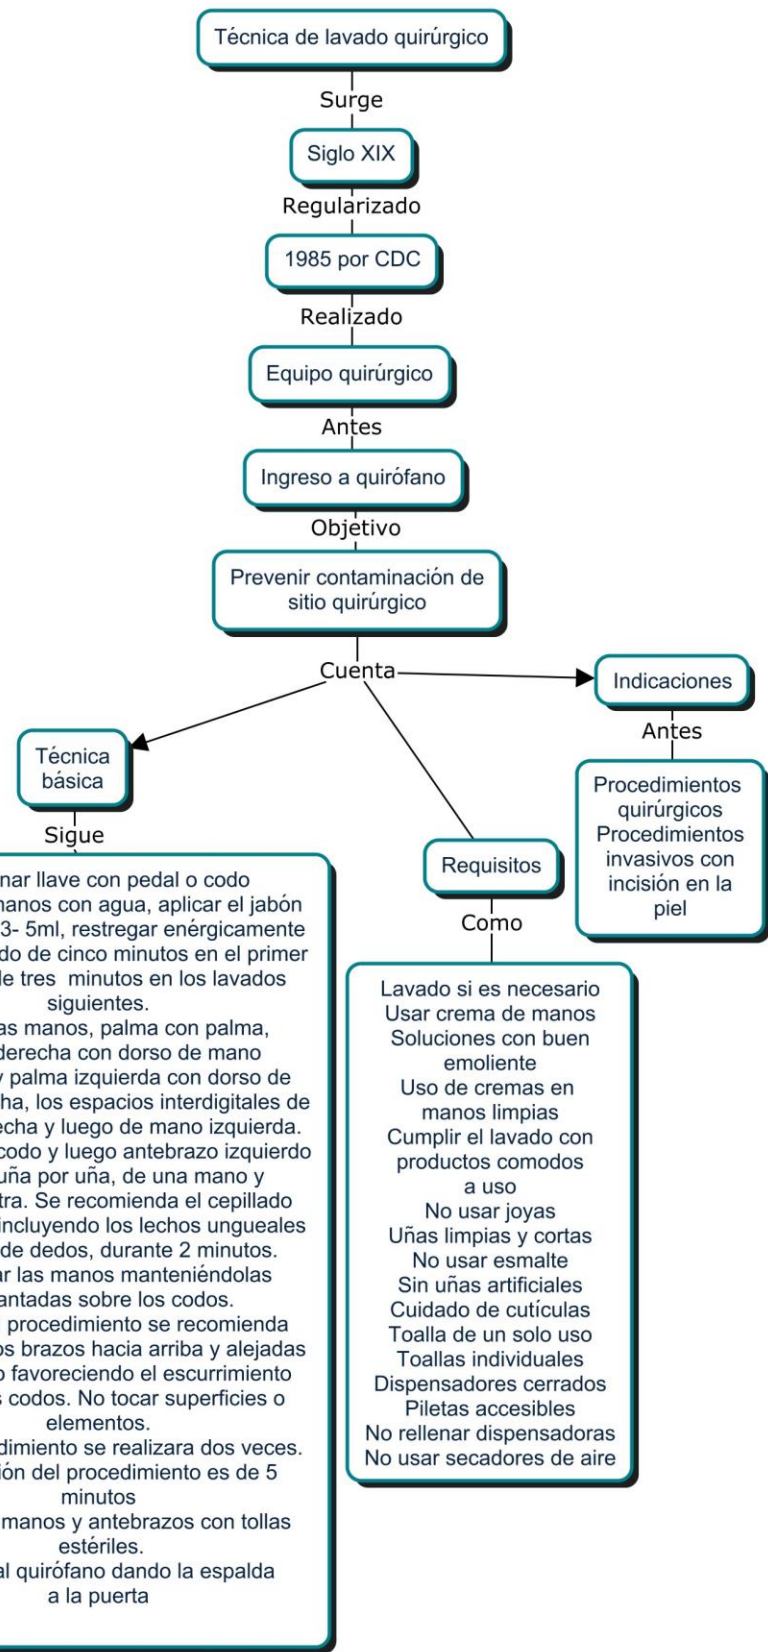 Técnica de lavado quirúrgico
Surge
Siglo XIX
Regularizado
1985 por CDC
Realizado
Equipo quirúrgico
Antes
Ingreso a quirófano
Objetivo
Prevenir contaminación de
sitio quirúrgico
Cuenta
Indicaciones
Antes
Procedimientos
quirúrgicos
Procedimientos
invasivos con
incisión en la
piel
Técnica
básica
Sigue
llave con pedal o codo
con agua, aplicar el jabón
3- 5ml, restregar enérgicamente
de cinco minutos en el primer
tres minutos en los lavados
siguientes.
manos, palma con palma,
derecha con dorso de mano
y palma izquierda con dorso de
los espacios interdigitales de
y luego de mano izquierda.
codo y luego antebrazo izquierdo
uña por uña, de una mano y
Se recomienda el cepillado
incluyendo los lechos ungueales
de dedos, durante 2 minutos.
las manos manteniéndolas
sobre los codos.
procedimiento se recomienda
brazos hacia arriba y alejadas
favoreciendo el escurrimiento
codos. No tocar superficies o
elementos.
se realizara dos veces.
del procedimiento es de 5
minutos
manos y antebrazos con tollas
estériles.
al quirófano dando la espalda
a la puerta
Requisitos
Como
Lavado si es necesario
Usar crema de manos
Soluciones con buen
emoliente
Uso de cremas en
manos limpias
Cumplir el lavado con
productos comodos
a uso
No usar joyas
Uñas limpias y cortas
No usar esmalte
Sin uñas artificiales
Cuidado de cutículas
Toalla de un solo uso
Toallas individuales
Dispensadores cerrados
Piletas accesibles
No rellenar dispensadoras
No usar secadores de aire